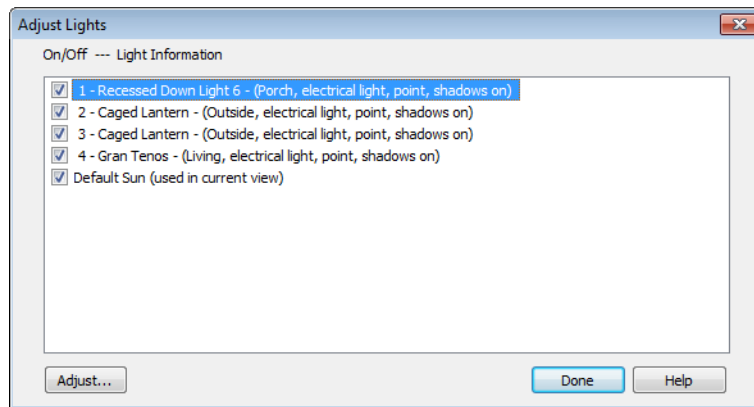 Adjust Lights
On/Off --- Light Information
1 - Recessed Down Light 6 - (Porch, electrical light, point, shadows on)
2 - Caged Lantern - (Outside, electrical light, point, shadows on)
3 - Caged Lantern - (Outside, electrical light, point, shadows on)
4 - Gran Tenos - (Living, electrical light, point, shadows on)
Default Sun (used in current view)
Adjust... Done Help